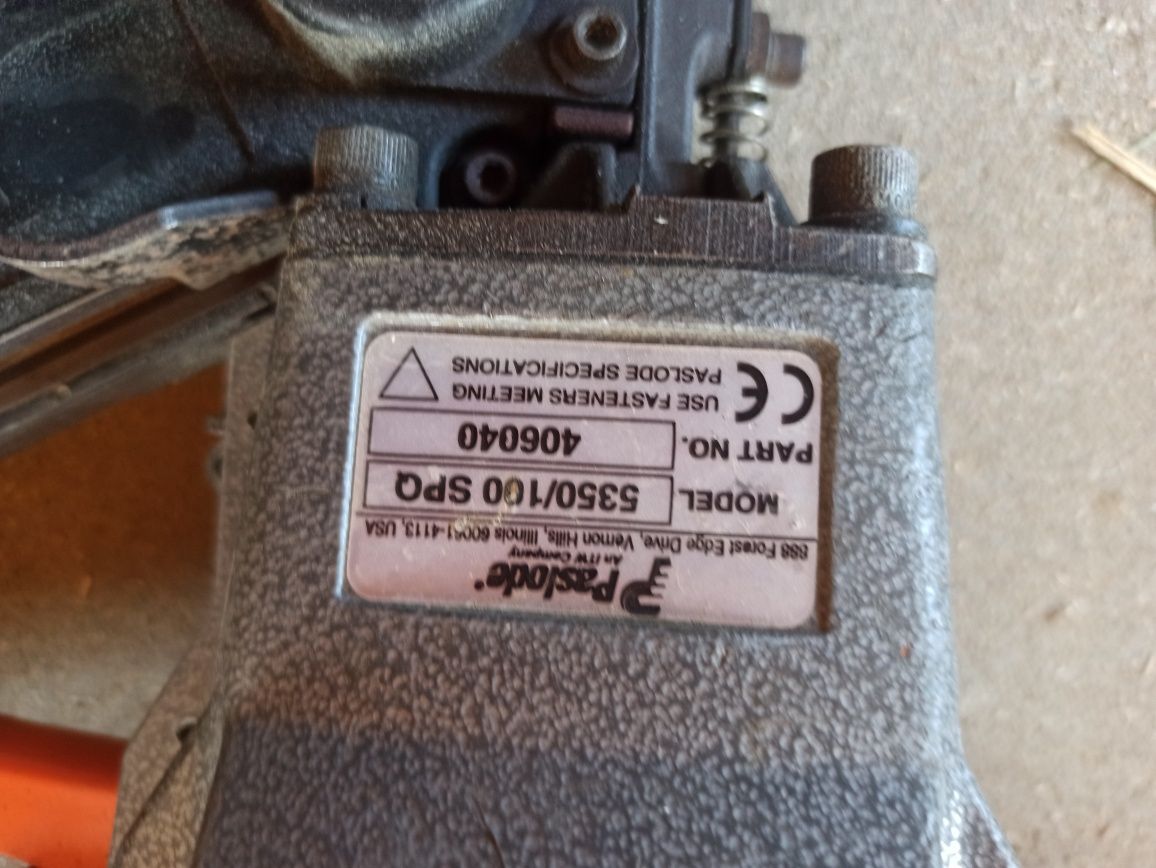 Paslode®
An ITW Company
888 Forest Edge Drive, Vernon Hills, Illinois 60061-4113, USA
MODEL 5350/100 SPQ
PART NO. 406040
CE USE FASTENERS MEETING
PASLODE SPECIFICATIONS